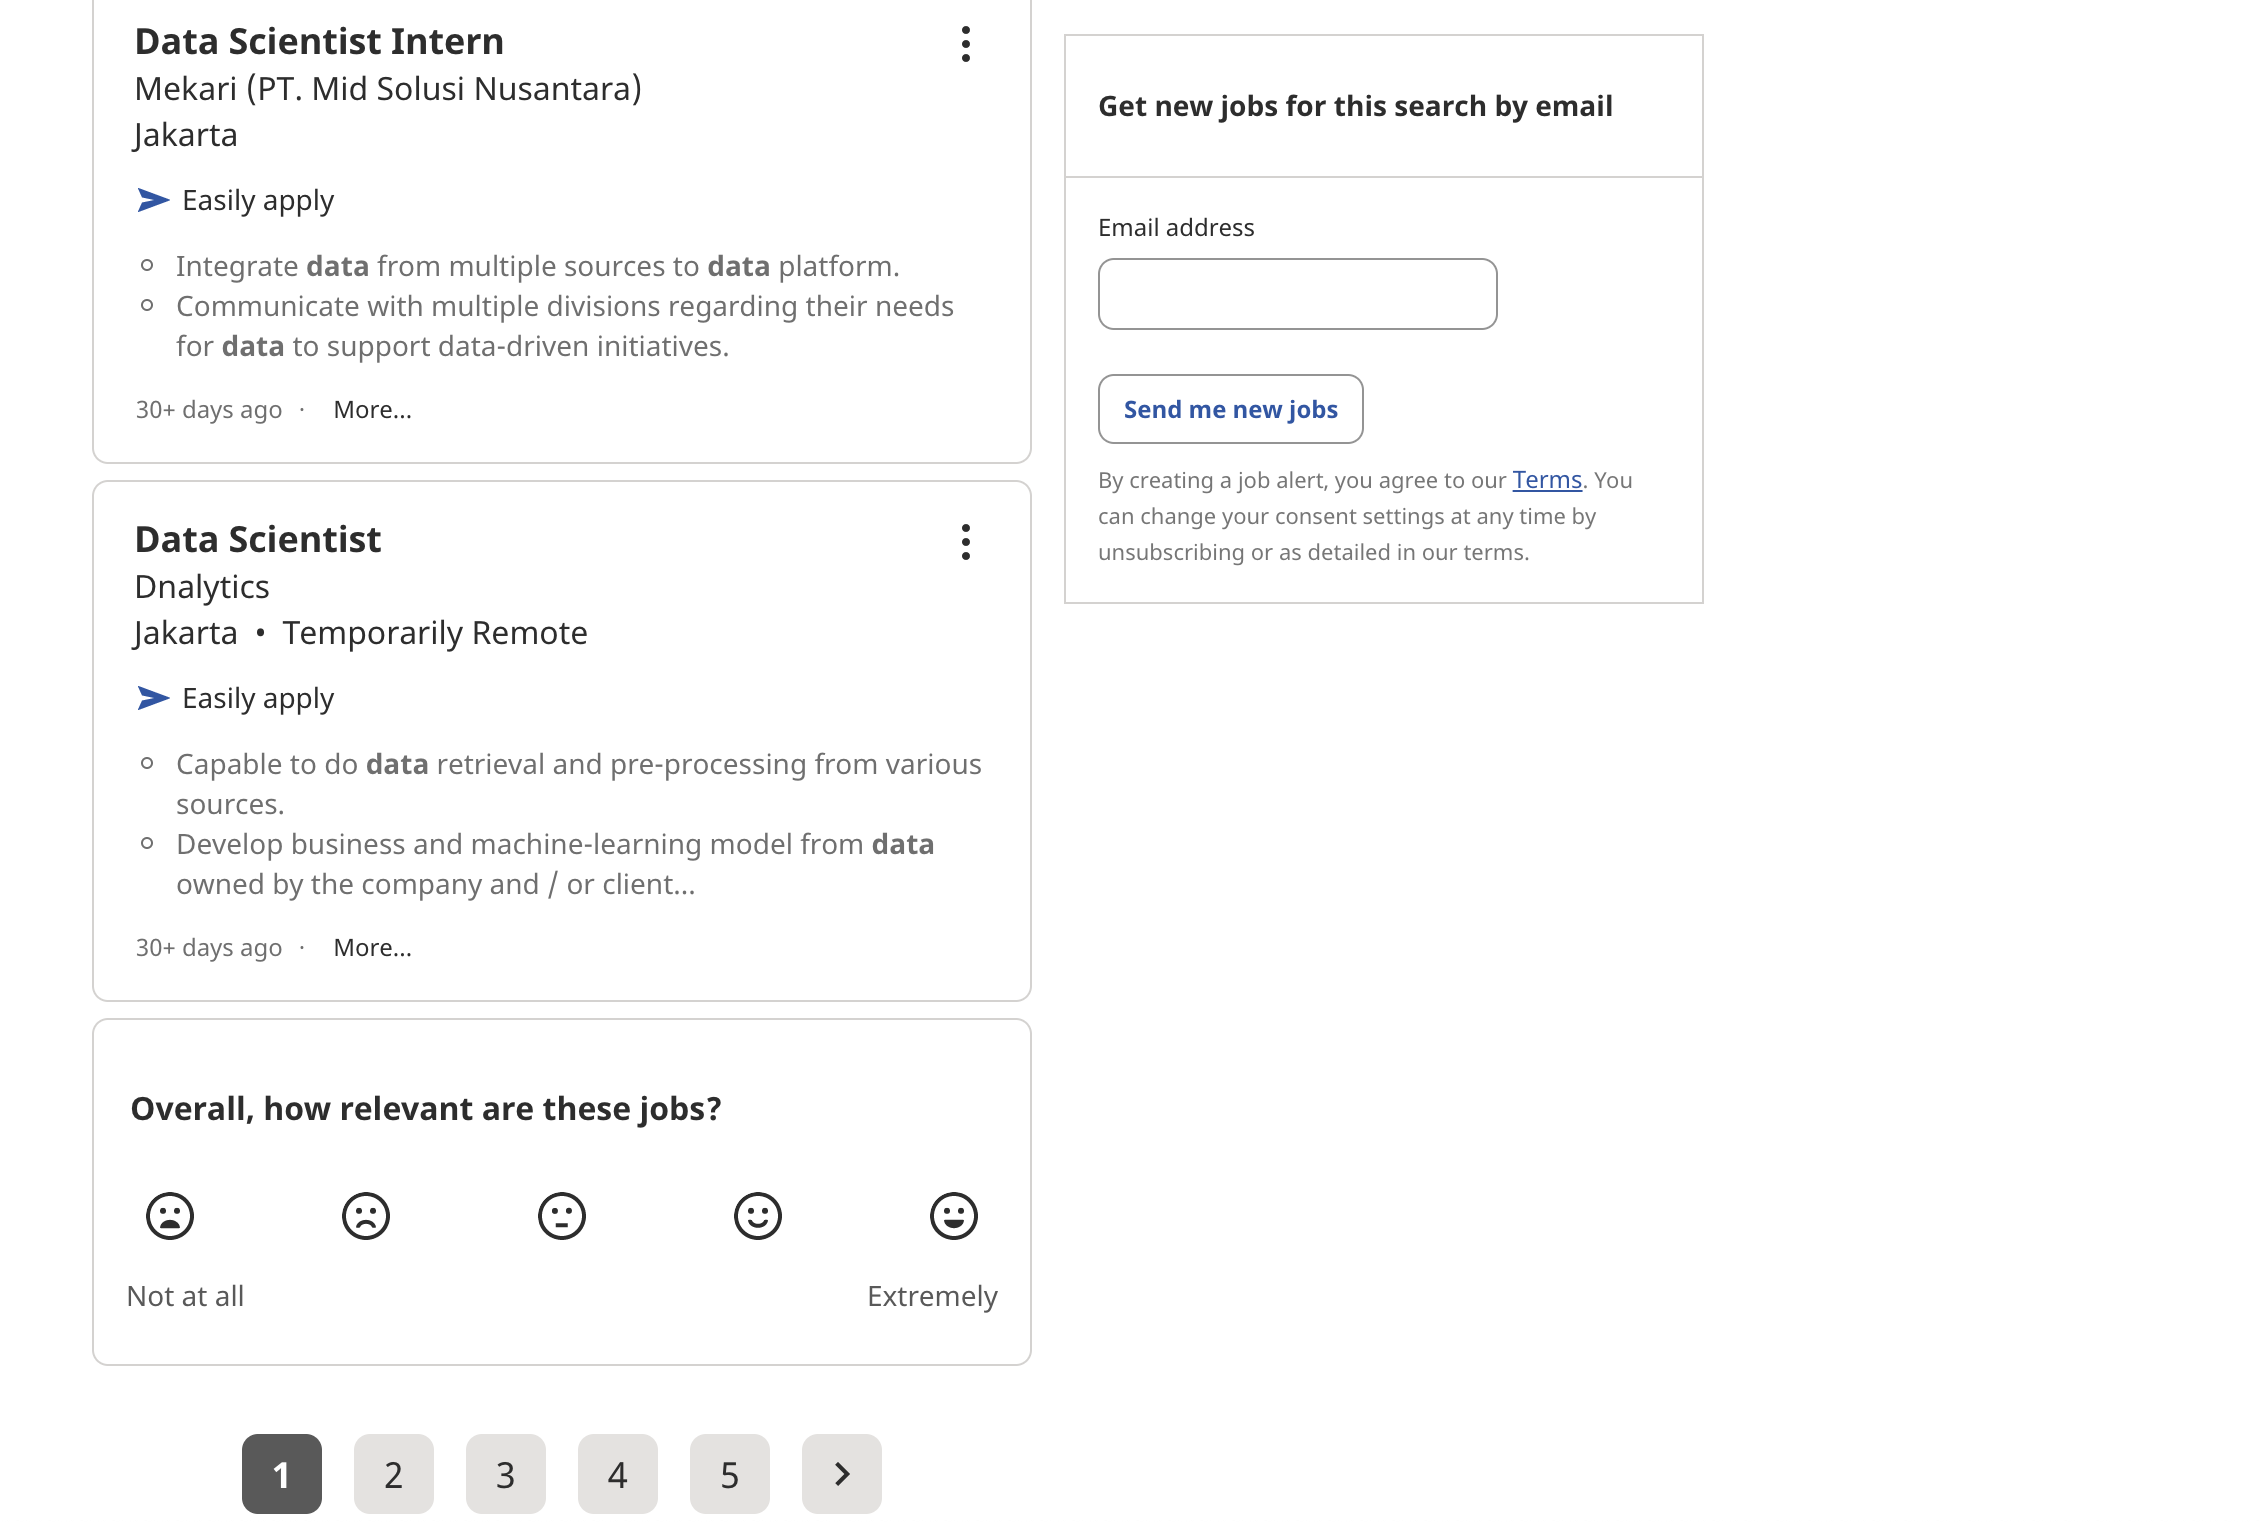 Data Scientist Intern
Mekari (PT. Mid Solusi Nusantara)
Jakarta
Easily apply
Integrate data from multiple sources to data platform.
Communicate with multiple divisions regarding their needs
for data to support data-driven initiatives.
30+ days ago · More...
Data Scientist
Dnalytics
Jakarta • Temporarily Remote
Easily apply
Capable to do data retrieval and pre-processing from various
sources.
Develop business and machine-learning model from data
owned by the company and / or client...
30+ days ago · More...
Overall, how relevant are these jobs?
Not at all
Extremely
1 2 3 4 5
Get new jobs for this search by email
Email address
Send me new jobs
By creating a job alert, you agree to our Terms. You
can change your consent settings at any time by
unsubscribing or as detailed in our terms.